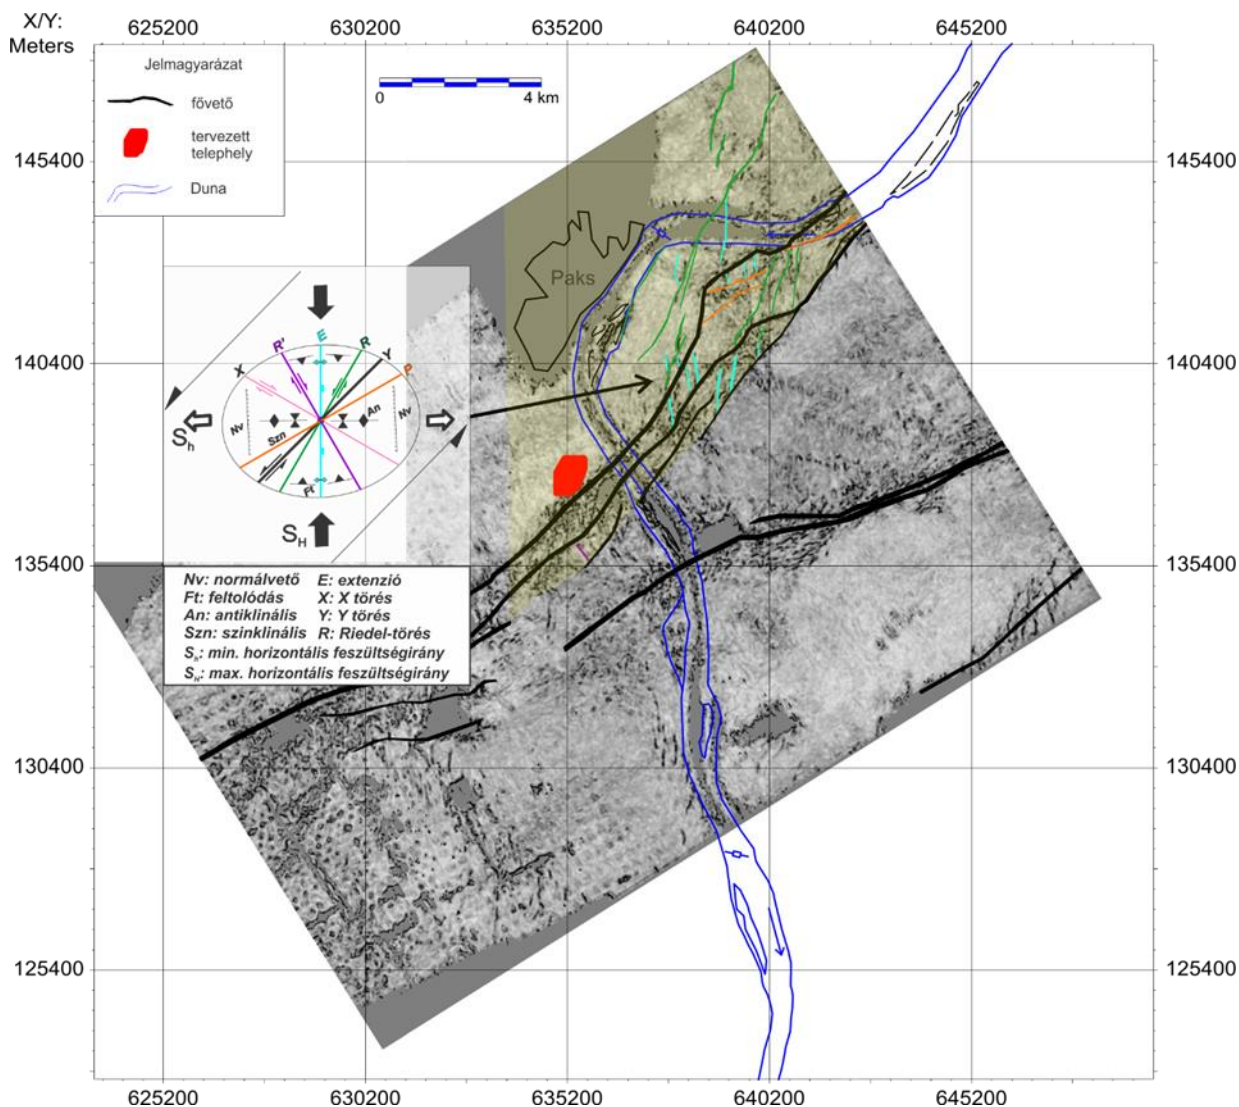 X/Y:
Meters
625200 630200 635200 640200 645200
Jelmagyarázat
fővető
tervezett
telephely
Duna
0 4 km
145400 145400
Paks
140400 140400
X R' E R Y P
Nv Szn An Nv
Ft
Sh
SH
135400 135400
Nv: normálvető E: extenzió
Ft: feltolódás X: X törés
An: antiklinális Y: Y törés
Szn: szinklinális R: Riedel-törés
Sh: min. horizontális feszültségirány
SH: max. horizontális feszültségirány
130400 130400
125400 125400
625200 630200 635200 640200 645200